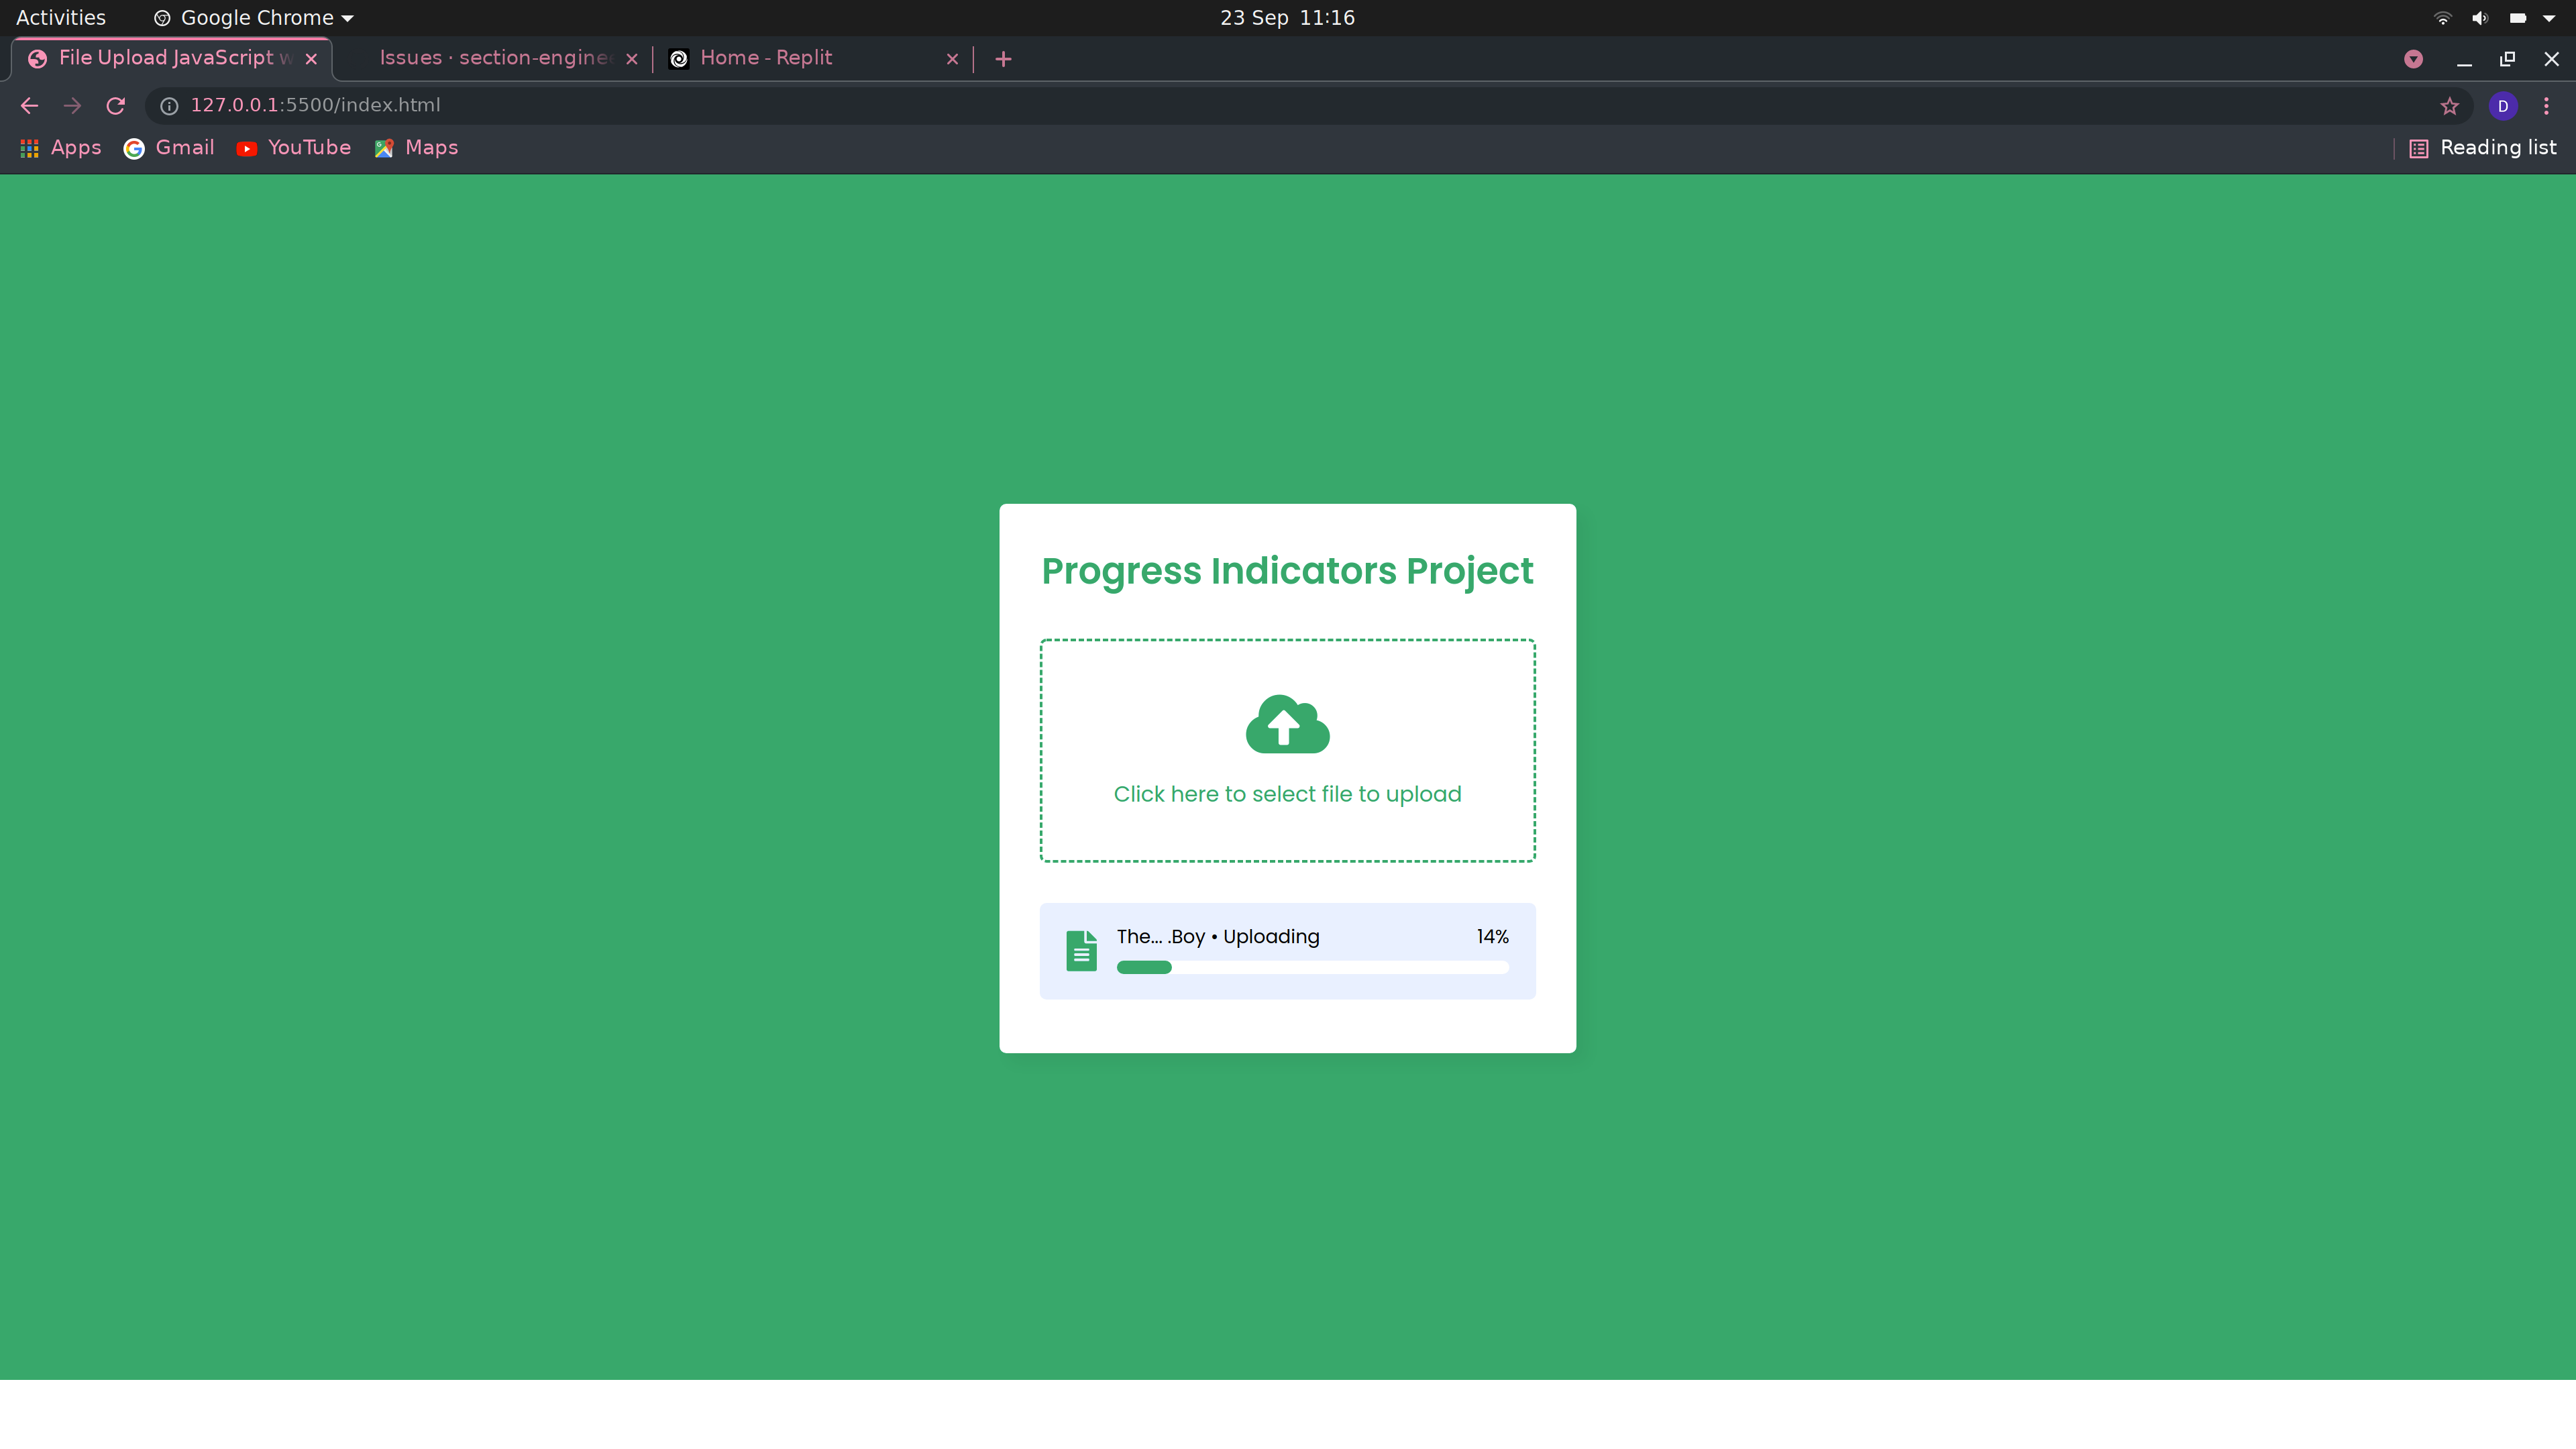 Activities Google Chrome 23 Sep 11:16
File Upload JavaScript Issues · section-enginee Home - Replit
127.0.0.1:5500/index.html D
Apps Gmail YouTube Maps Reading list
Progress Indicators Project
Click here to select file to upload
The... .Boy • Uploading 14%